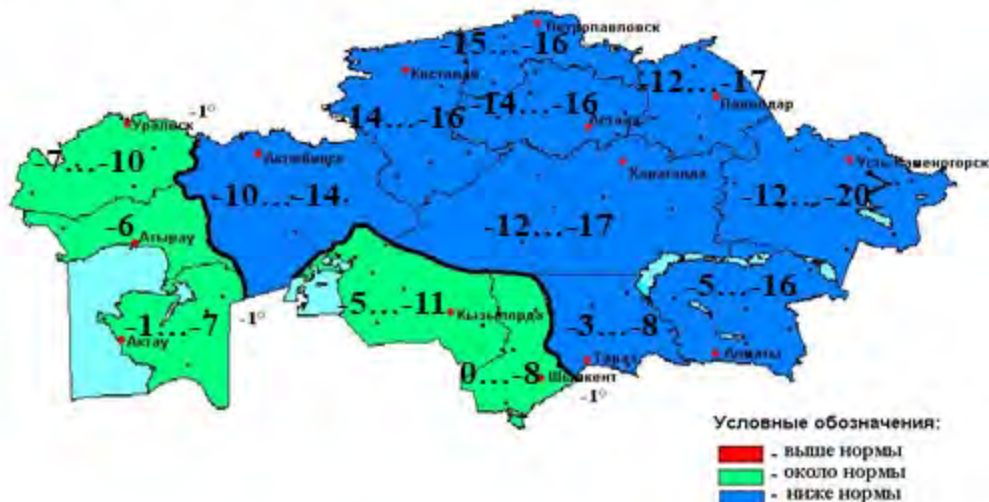 Петропавловск
-15...-16
Костанай
-12...-17
Павлодар
-14...-16
-14...-16
Астана
-1°
Уральск
-7...-10
Актюбинск
Караганда
Усть-Каменогорск
-10...-14
-12...-20
-6
Атырау
-12...-17
-5...-16
-1°
-5...-11
Кызылорда
-3...-8
-1...-7
Актау
Тараз
Алматы
0...-8
Шымкент
-1°
Условные обозначения:
- выше нормы
- около нормы
- ниже нормы